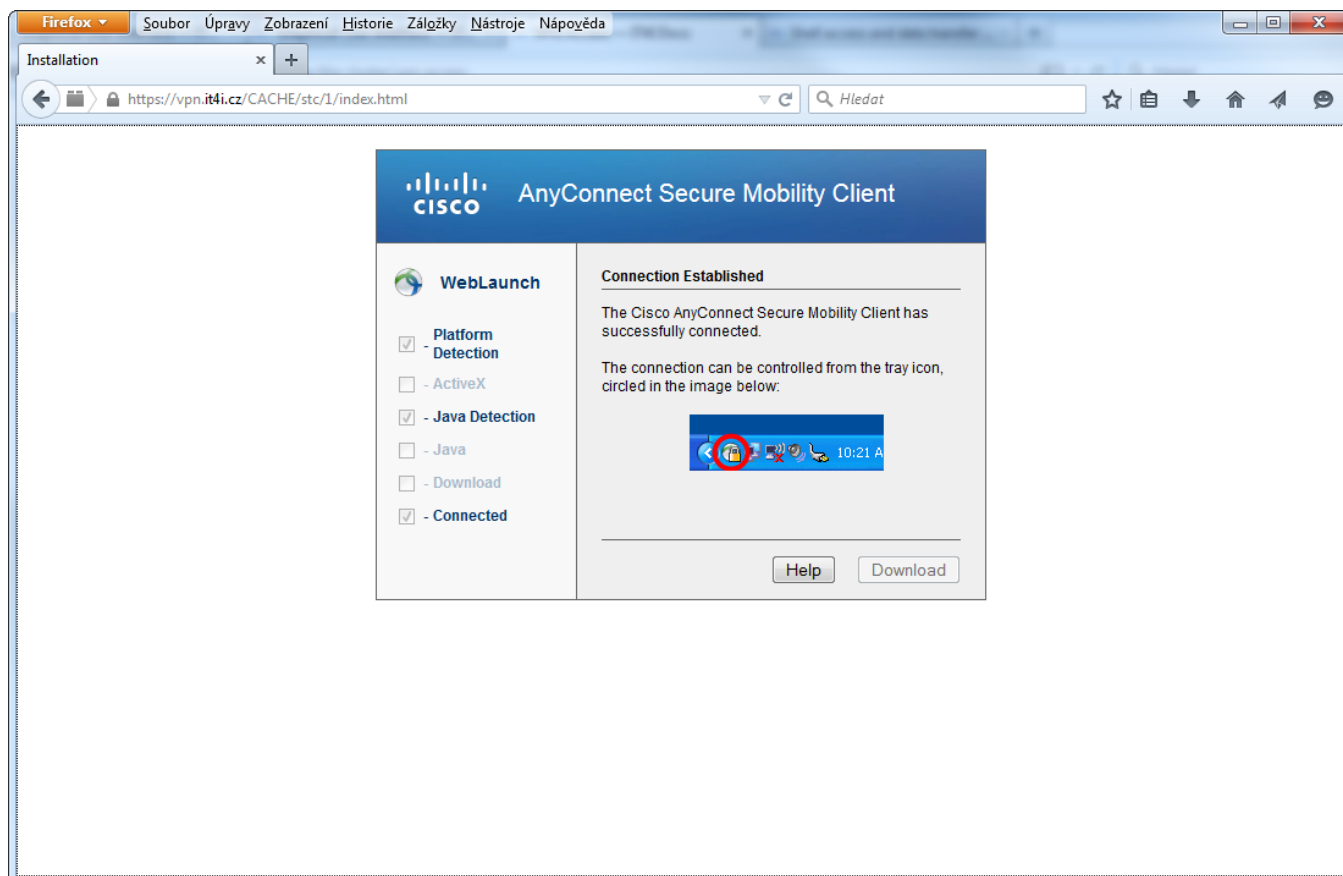 Firefox Soubor Úpravy Zobrazení Historie Záložky Nástroje Nápověda
Installation
https://vpn.it4i.cz/CACHE/stc/1/index.html
Hledat
CISCO
AnyConnect Secure Mobility Client
WebLaunch
- Platform
Detection
- ActiveX
- Java Detection
- Java
- Download
- Connected
Connection Established
The Cisco AnyConnect Secure Mobility Client has
successfully connected.
The connection can be controlled from the tray icon,
circled in the image below:
10:21 A
Help
Download